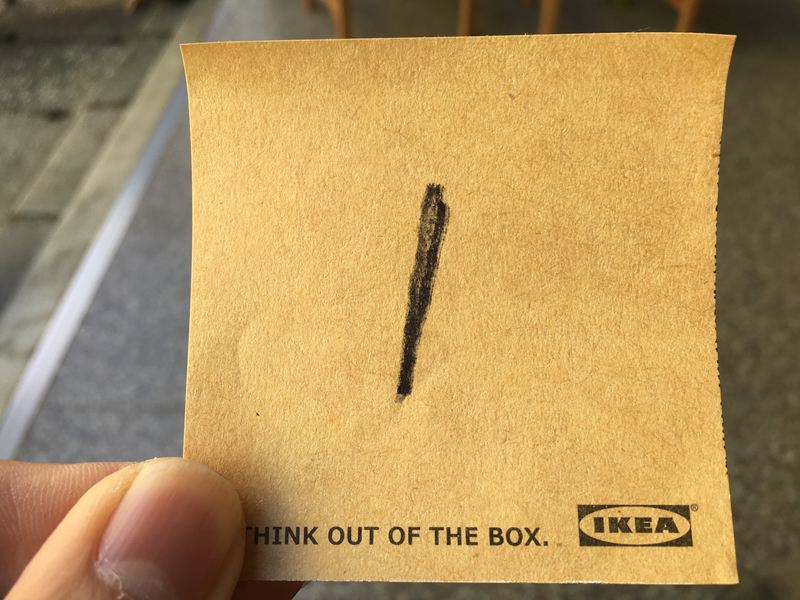 THINK OUT OF THE BOX.
IKEA®